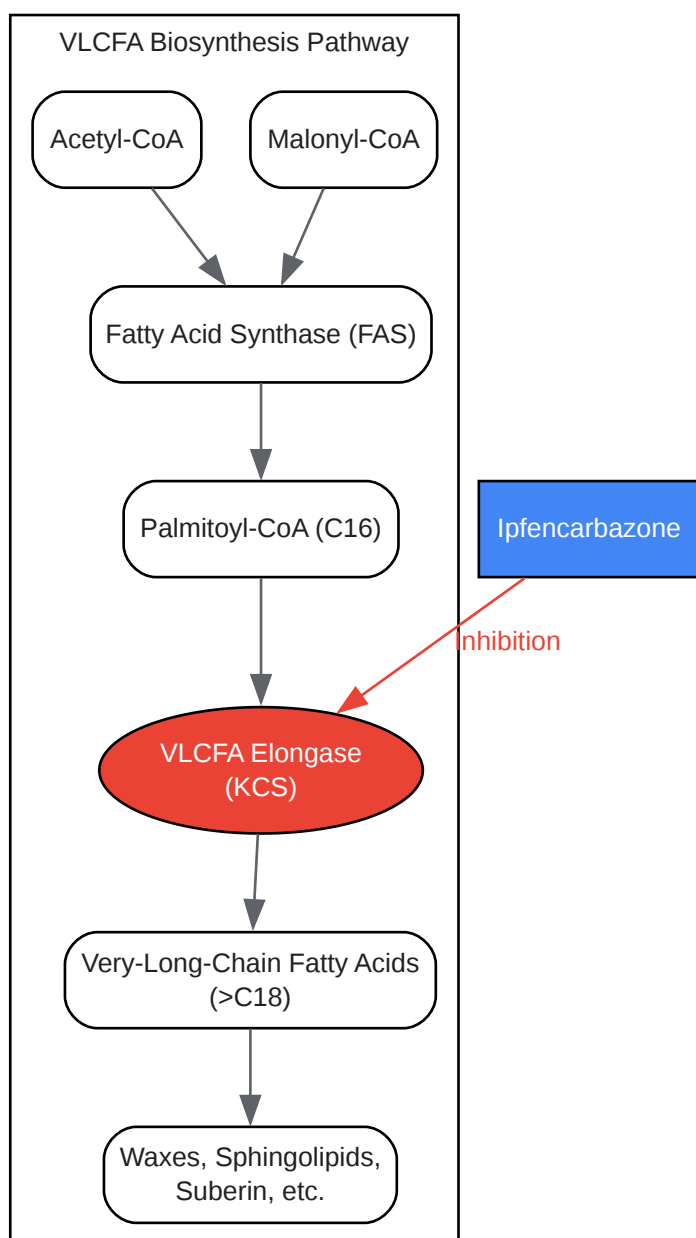 VLCFA Biosynthesis Pathway
Acetyl-CoA
Malonyl-CoA
Fatty Acid Synthase (FAS)
Palmitoyl-CoA (C16)
Ipfencarbazone
Inhibition
VLCFA Elongase
(KCS)
Very-Long-Chain Fatty Acids
(>C18)
Waxes, Sphingolipids,
Suberin, etc.